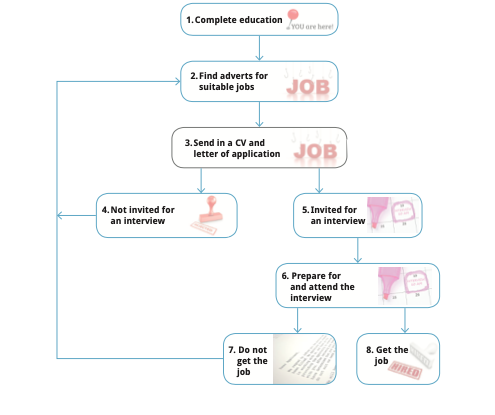 1. Complete education
YOU are here!
2. Find adverts for
suitable jobs
JOB
3. Send in a CV and
letter of application
JOB
4. Not invited for
an interview
5. Invited for
an interview
6. Prepare for
and attend the
interview
7. Do not
get the
job
8. Get the
job
HIRED